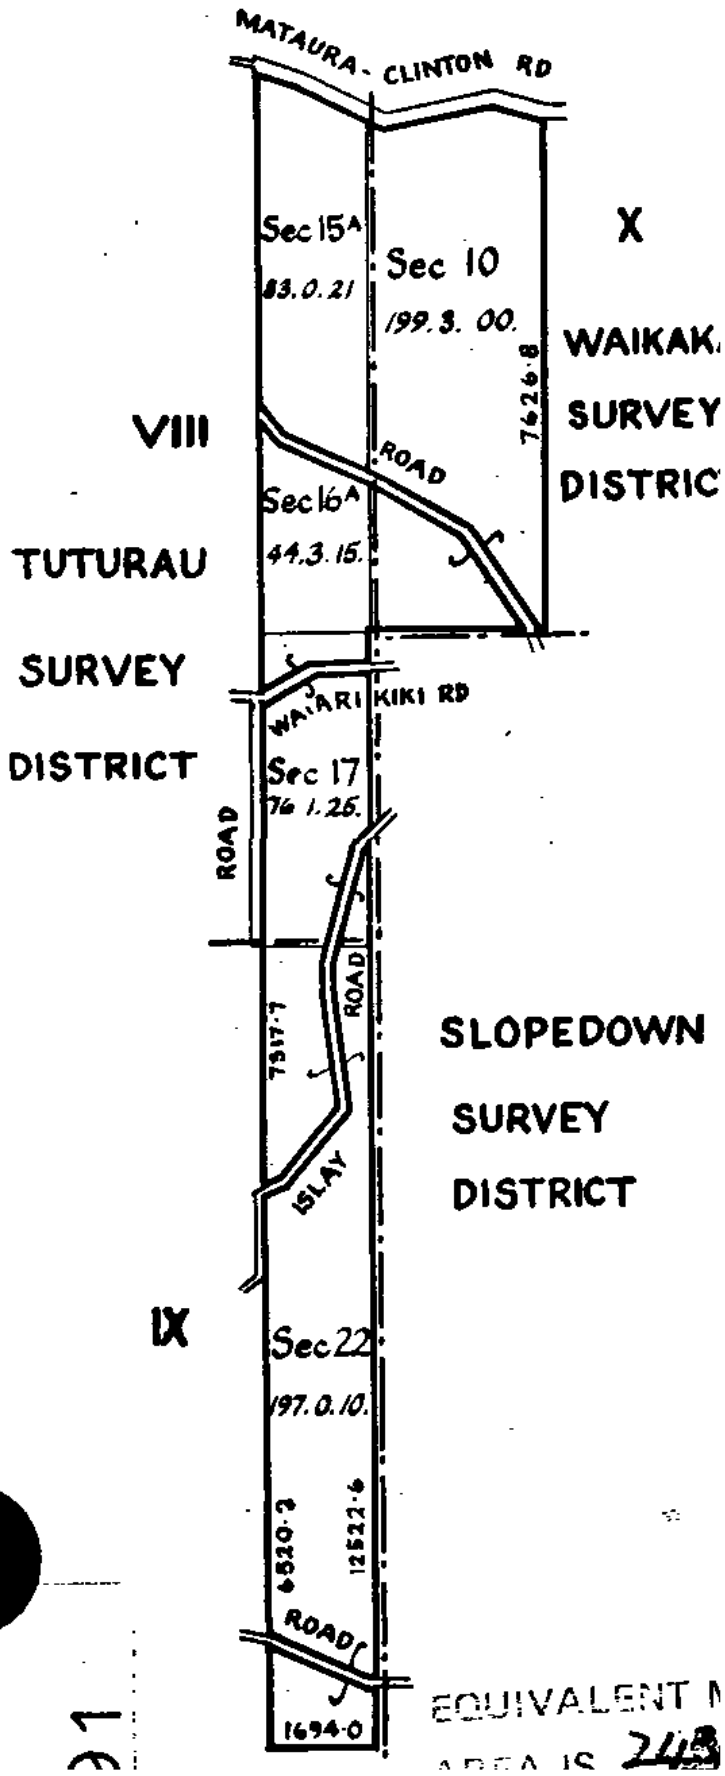 MATAURA - CLINTON RD
Sec 15A
83.0.21
Sec 10
199.3.00.
7626·8
X
WAIKAK
SURVEY
DISTRIC
VIII
ROAD
Sec 16A
44.3.15.
TUTURAU
SURVEY
DISTRICT
WAIARIKIKI RD
Sec 17
76 1.26.
ROAD
ROAD
7517·7
ISLAY
SLOPEDOWN
SURVEY
DISTRICT
IX
Sec 22
197.0.10.
6520·2
12522·6
ROAD
1694·0
91
EQUIVALENT M
AREA IS